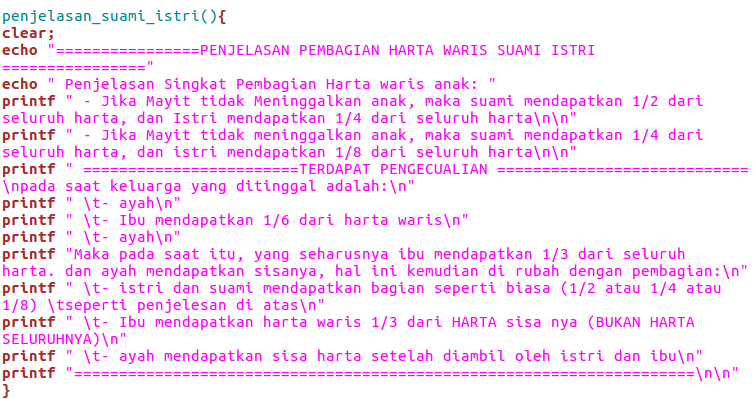 penjelasan_suami_istri(){
clear;
echo "================PENJELASAN PEMBAGIAN HARTA WARIS SUAMI ISTRI
================"
echo " Penjelasan Singkat Pembagian Harta waris anak: "
printf " - Jika Mayit tidak Meninggalkan anak, maka suami mendapatkan 1/2 dari
seluruh harta, dan Istri mendapatkan 1/4 dari seluruh harta\n\n"
printf " - Jika Mayit tidak meninggalkan anak, maka suami mendapatkan 1/4 dari
seluruh harta, dan istri mendapatkan 1/8 dari seluruh harta\n\n"
printf " ========================TERDAPAT PENGECUALIAN ============================
\npada saat keluarga yang ditinggal adalah:\n"
printf " \t- ayah\n"
printf " \t- Ibu mendapatkan 1/6 dari harta waris\n"
printf " \t- ayah\n"
printf "Maka pada saat itu, yang seharusnya ibu mendapatkan 1/3 dari seluruh
harta. dan ayah mendapatkan sisanya, hal ini kemudian di rubah dengan pembagian:\n"
printf " \t- istri dan suami mendapatkan bagian seperti biasa (1/2 atau 1/4 atau
1/8) \tseperti penjelesan di atas\n"
printf " \t- Ibu mendapatkan harta waris 1/3 dari HARTA sisa nya (BUKAN HARTA
SELURUHNYA)\n"
printf " \t- ayah mendapatkan sisa harta setelah diambil oleh istri dan ibu\n"
printf "=====================================================================\n\n"
}